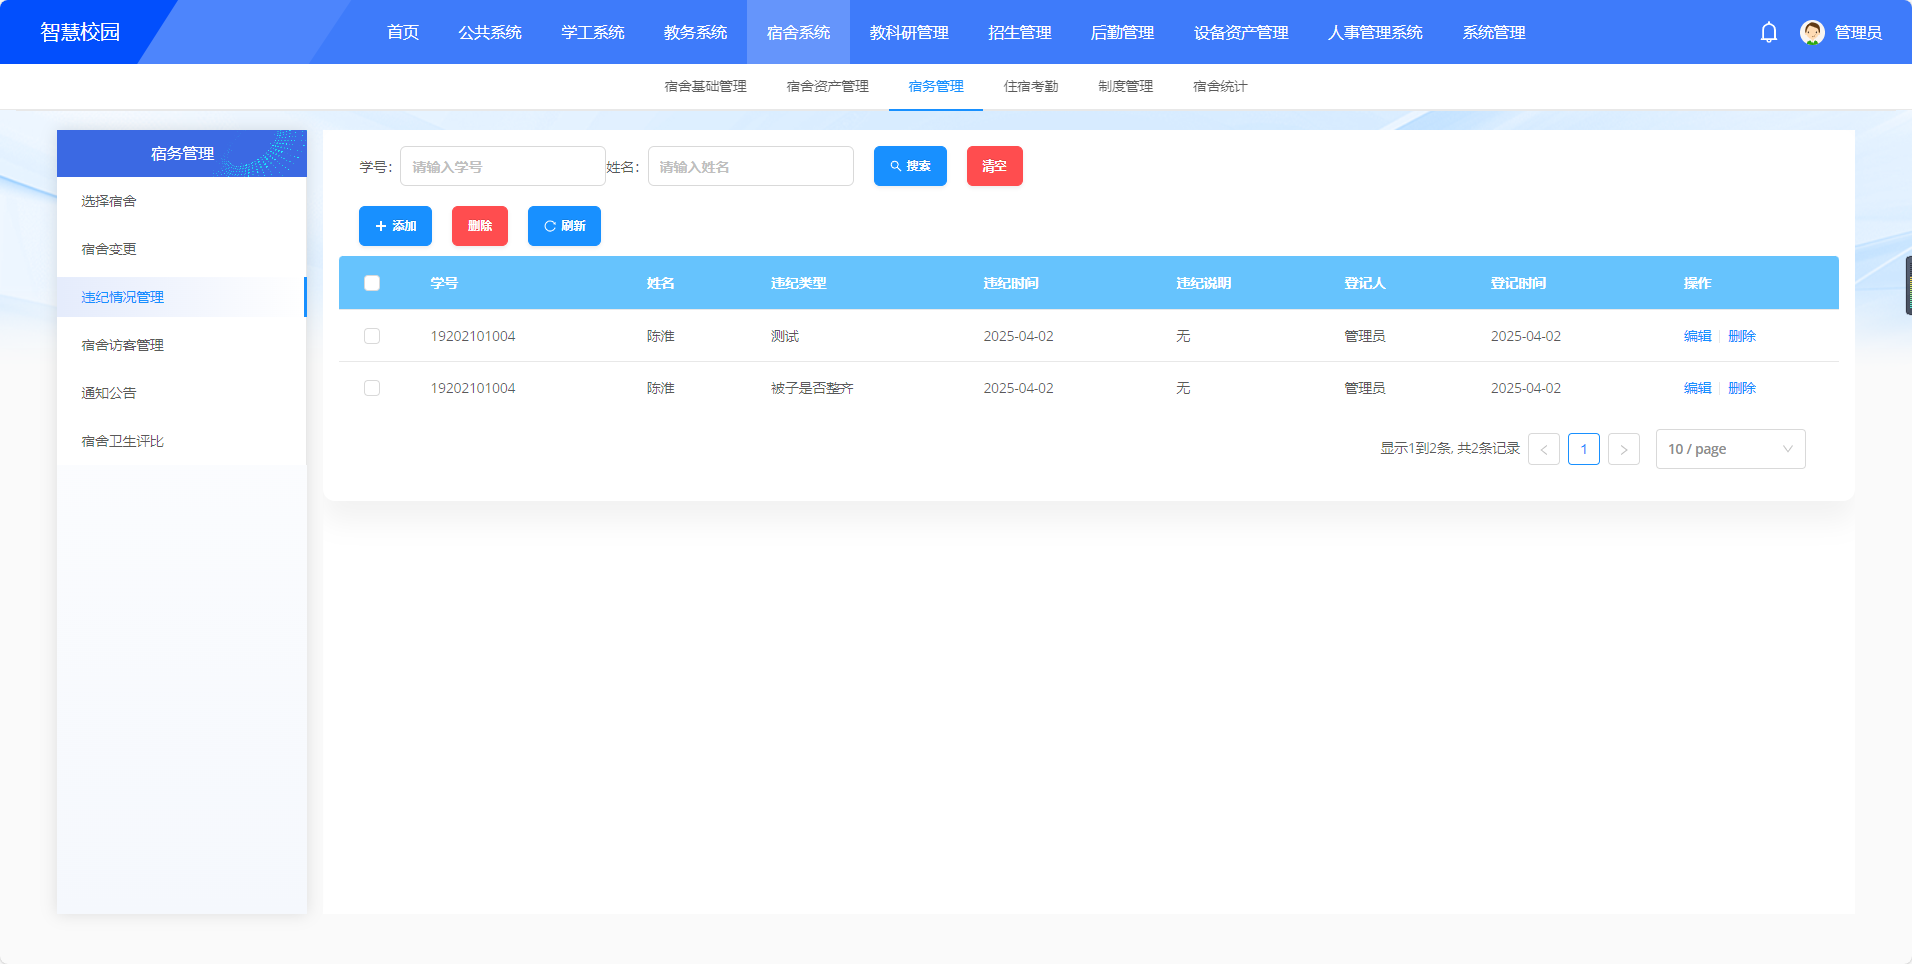 智慧校园 首页 公共系统 学工系统 教务系统 宿舍系统 教科研管理 招生管理 后勤管理 设备资产管理 人事管理系统 系统管理 管理员
宿舍基础管理 宿舍资产管理 宿务管理 住宿考勤 制度管理 宿舍统计
宿务管理
选择宿舍
宿舍变更
违纪情况管理
宿舍访客管理
通知公告
宿舍卫生评比
学号: 请输入学号 姓名: 请输入姓名 搜索 清空
添加 删除 刷新
学号 姓名 违纪类型 违纪时间 违纪说明 登记人 登记时间 操作
19202101004 陈淮 测试 2025-04-02 无 管理员 2025-04-02 编辑 删除
19202101004 陈淮 被子是否整齐 2025-04-02 无 管理员 2025-04-02 编辑 删除
显示1到2条, 共2条记录 < 1 > 10 / page